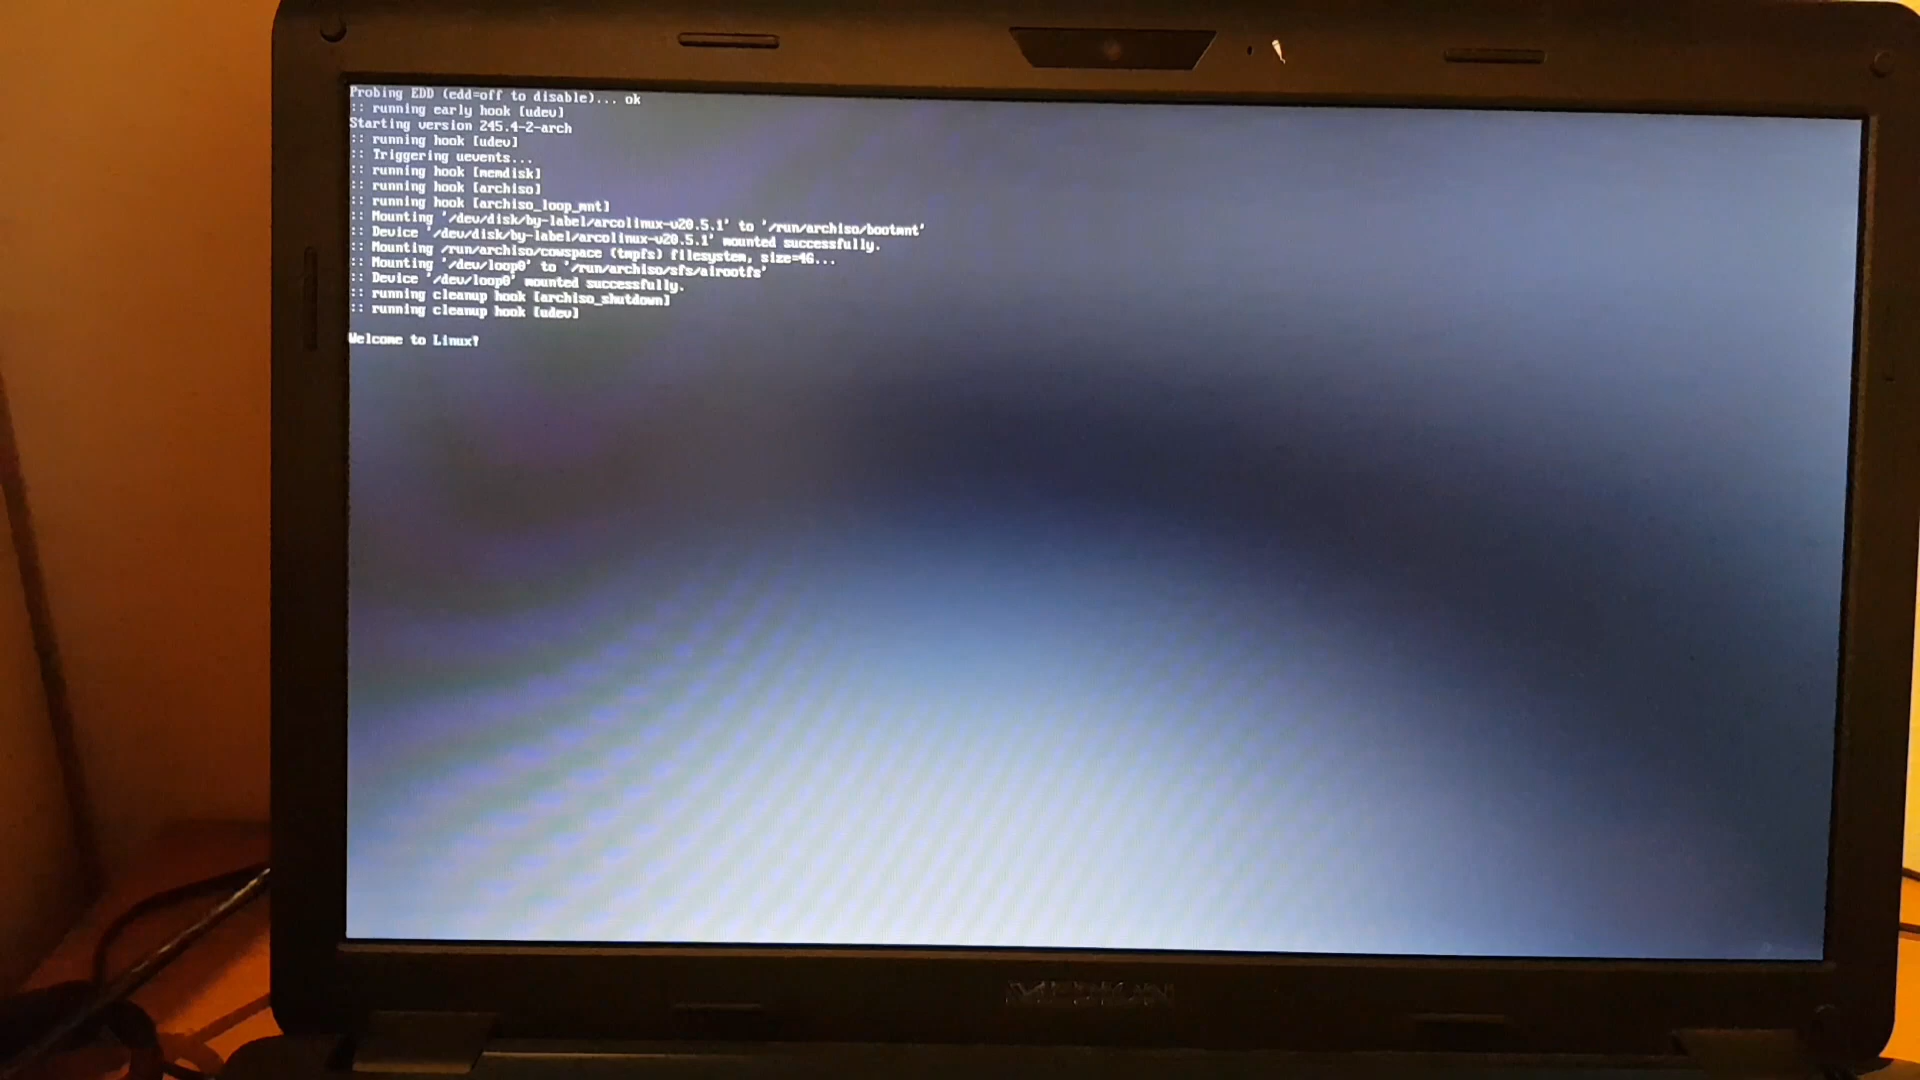 Probing EDD (edd=off to disable)... ok
:: running early hook [udev]
Starting version 245.4-2-arch
:: running hook [udev]
:: Triggering uevents...
:: running hook [memdisk]
:: running hook [archiso]
:: running hook [archiso_loop_mnt]
:: Mounting '/dev/disk/by-label/arcolinux-v20.5.1' to '/run/archiso/bootmnt'
:: Device '/dev/disk/by-label/arcolinux-v20.5.1' mounted successfully.
:: Mounting /run/archiso/cowspace (tmpfs) filesystem, size=4G...
:: Mounting '/dev/loop0' to '/run/archiso/sfs/airootfs'
:: Device '/dev/loop0' mounted successfully.
:: running cleanup hook [archiso_shutdown]
:: running cleanup hook [udev]
Welcome to Linux!